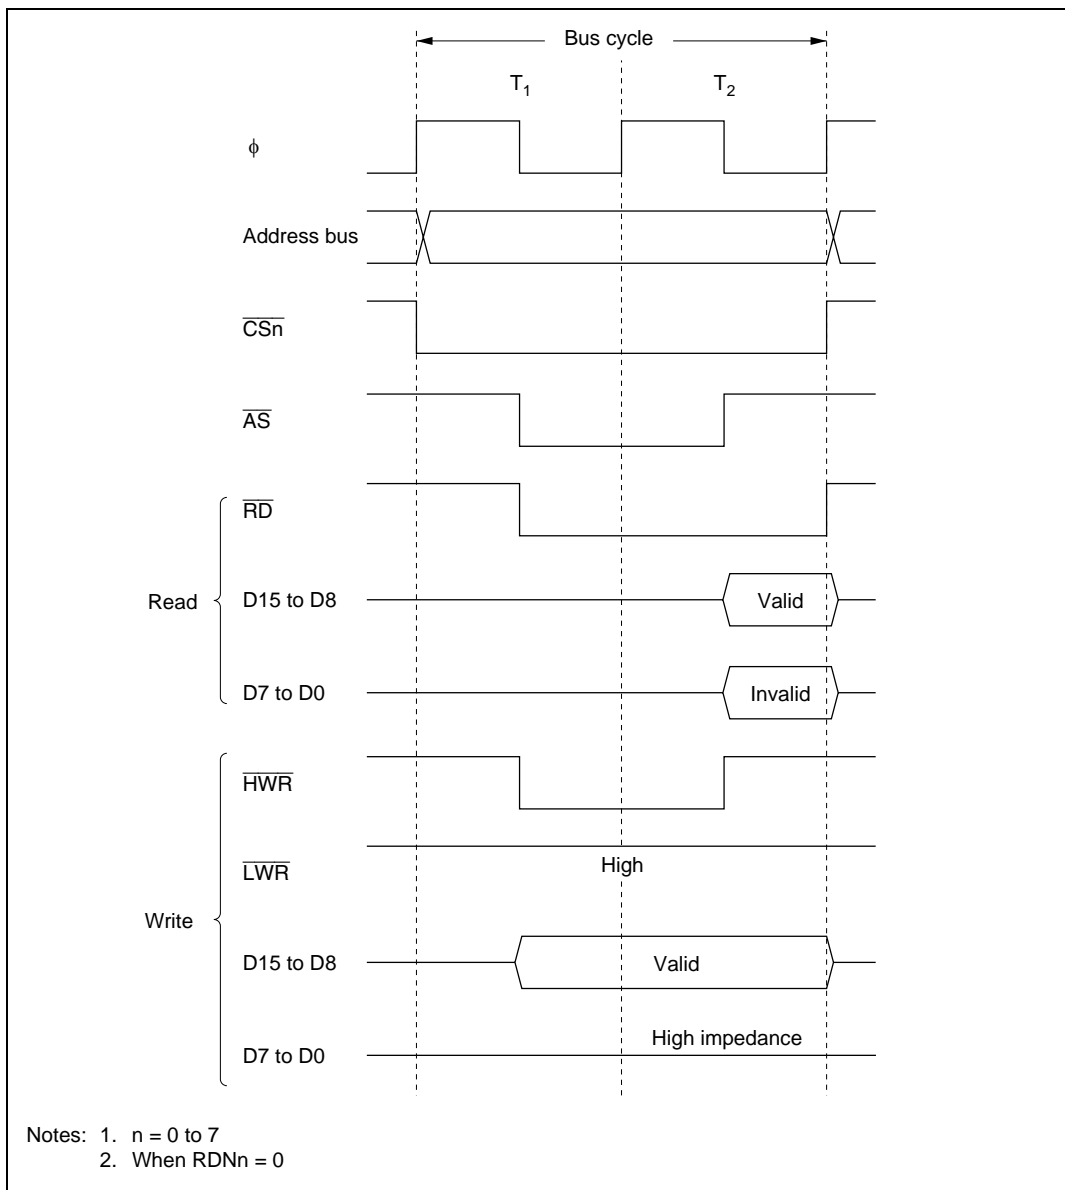 Bus cycle
T1 T2
ϕ
Address bus
CSn
AS
RD
Read
D15 to D8 Valid
D7 to D0 Invalid
HWR
LWR High
Write
D15 to D8 Valid
D7 to D0 High impedance
Notes: 1. n = 0 to 7
2. When RDNn = 0